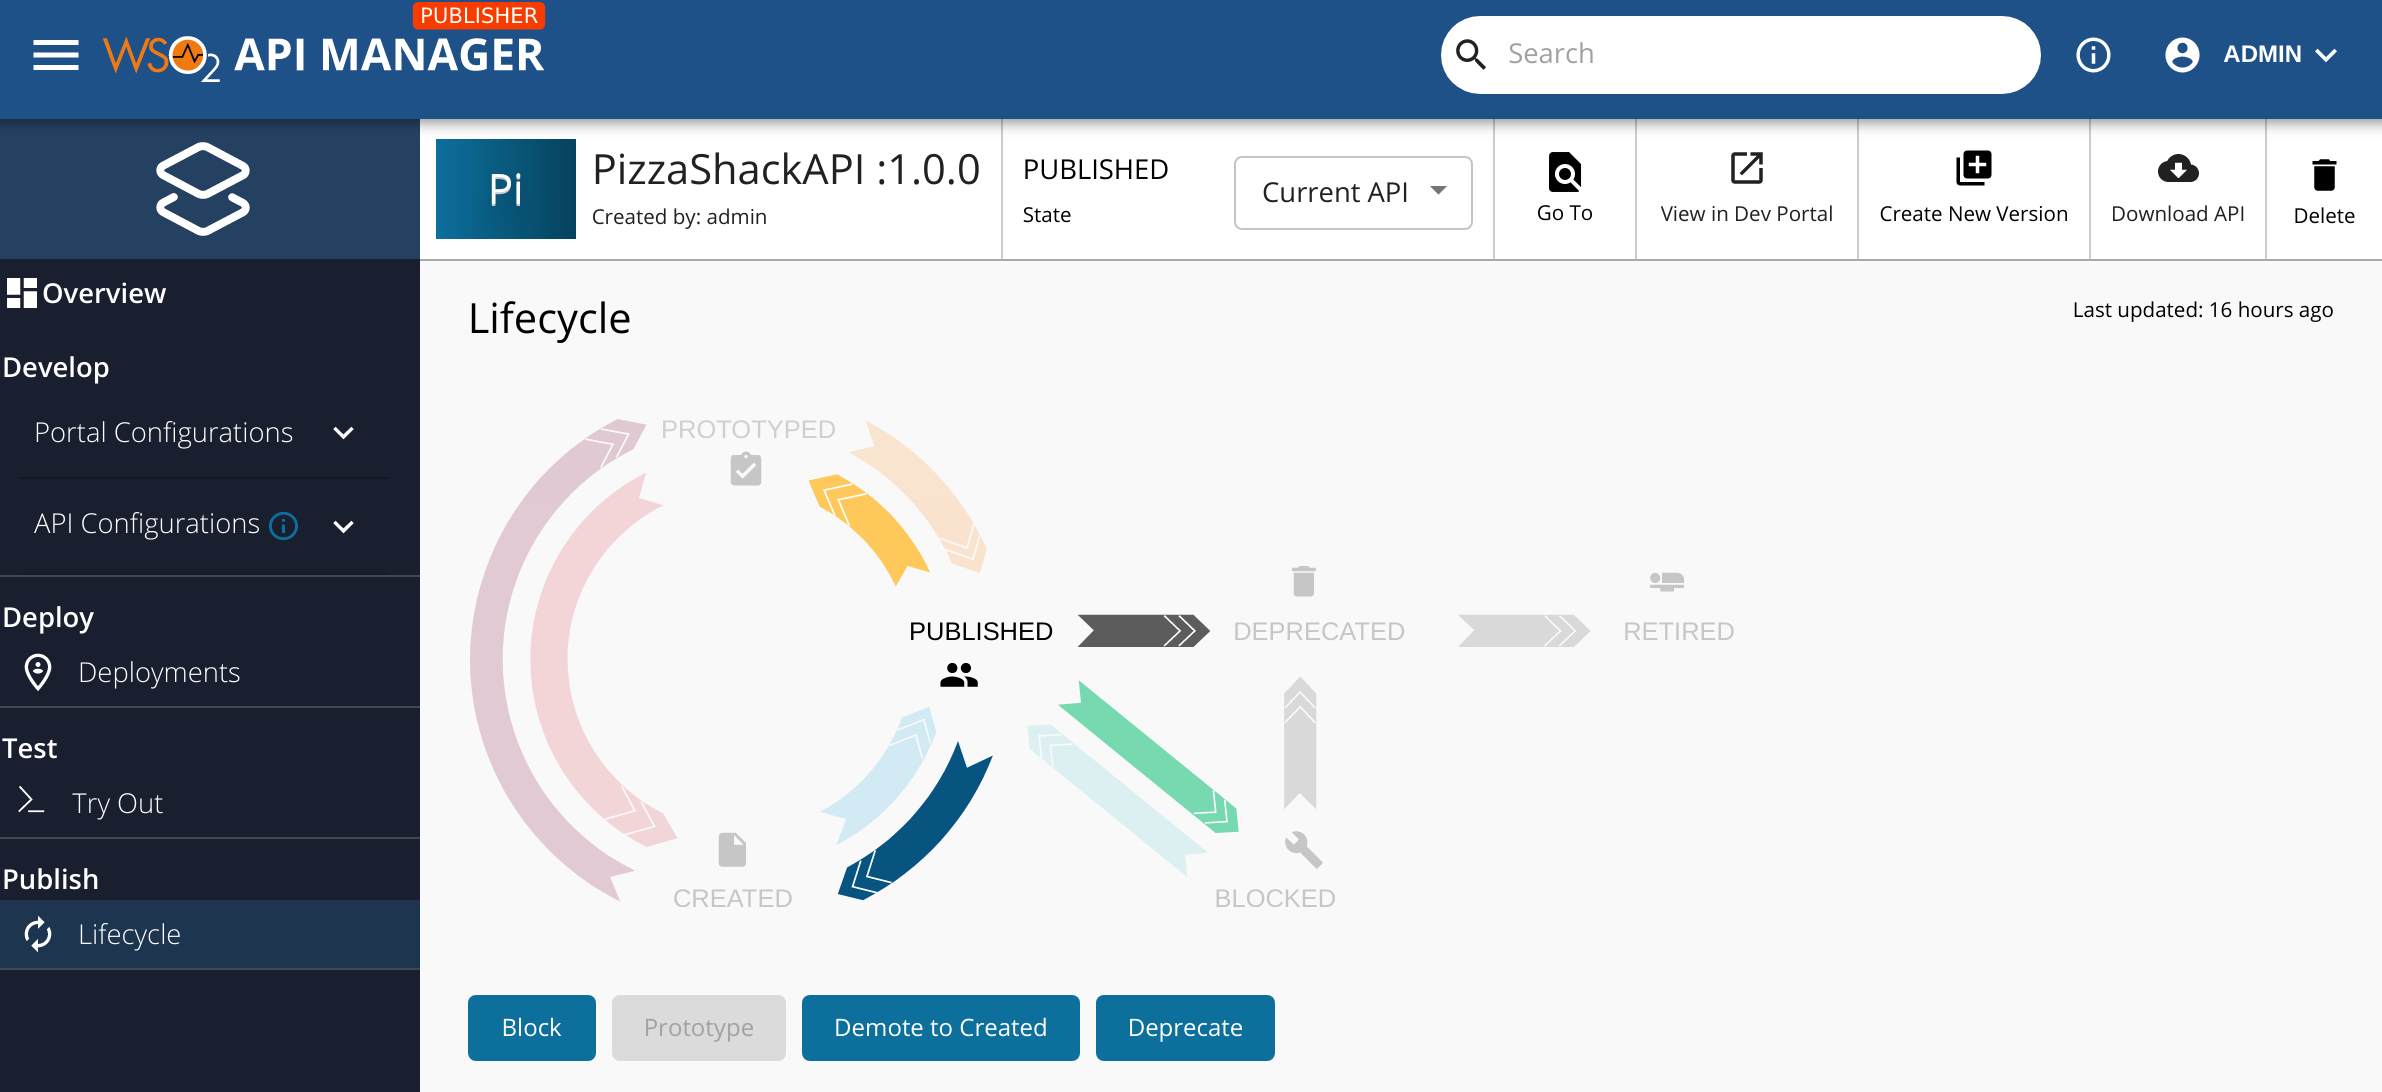 PUBLISHER
WSO2 API MANAGER
Search
ADMIN
Pi
PizzaShackAPI :1.0.0
Created by: admin
PUBLISHED
State
Current API
Go To
View in Dev Portal
Create New Version
Download API
Delete
Overview
Develop
Portal Configurations
API Configurations
Deploy
Deployments
Test
Try Out
Publish
Lifecycle
Lifecycle
Last updated: 16 hours ago
PROTOTYPED
PUBLISHED
DEPRECATED
RETIRED
CREATED
BLOCKED
Block
Prototype
Demote to Created
Deprecate